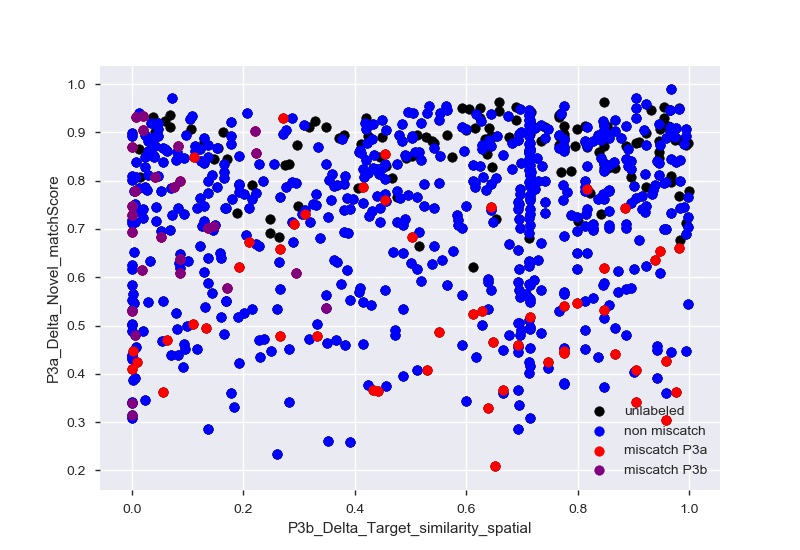 1.0
0.9
0.8
0.7
0.6
0.5
0.4
0.3
0.2
P3a_Delta_Novel_matchScore
unlabeled
non miscatch
miscatch P3a
miscatch P3b
0.0 0.2 0.4 0.6 0.8 1.0
P3b_Delta_Target_similarity_spatial